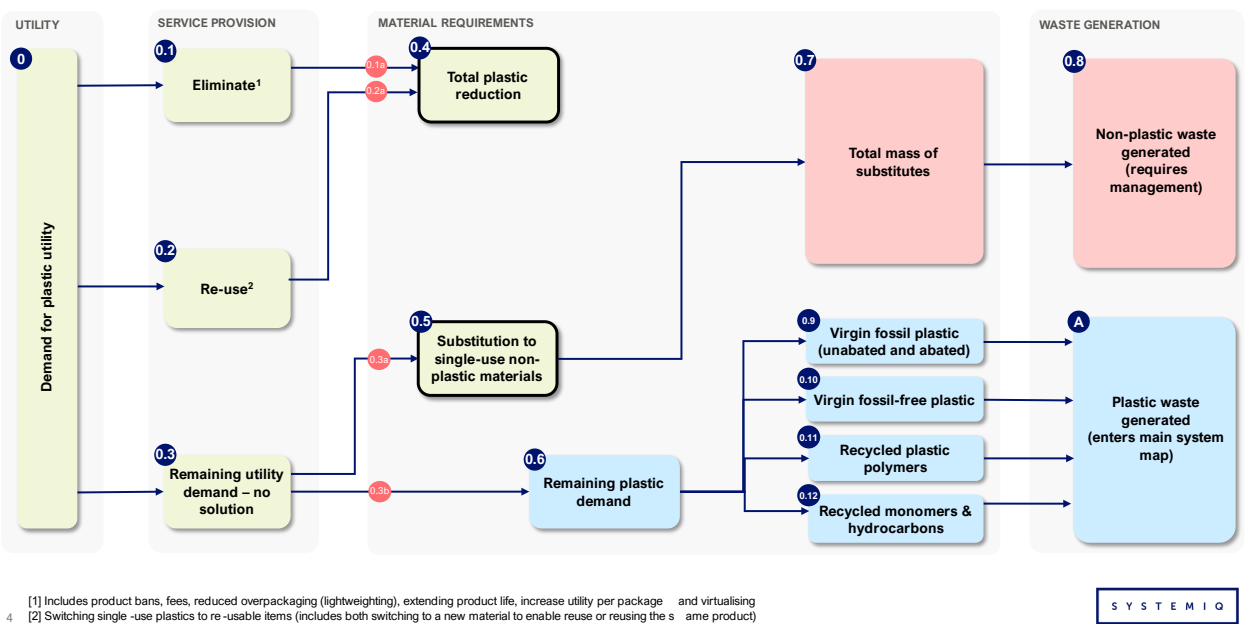 UTILITY
SERVICE PROVISION
MATERIAL REQUIREMENTS
WASTE GENERATION
0
Demand for plastic utility
0.1
Eliminate¹
0.2
Re-use²
0.3
Remaining utility
demand – no
solution
0.1a
0.2a
0.3a
0.3b
0.4
Total plastic
reduction
0.5
Substitution to
single-use non-
plastic materials
0.6
Remaining plastic
demand
0.7
Total mass of
substitutes
0.8
Non-plastic waste
generated
(requires
management)
0.9
Virgin fossil plastic
(unabated and abated)
0.10
Virgin fossil-free plastic
0.11
Recycled plastic
polymers
0.12
Recycled monomers &
hydrocarbons
A
Plastic waste
generated
(enters main system
map)
[1] Includes product bans, fees, reduced overpackaging (lightweighting), extending product life, increase utility per package and virtualising
[2] Switching single -use plastics to re -usable items (includes both switching to a new material to enable reuse or reusing the s ame product)
4
SYSTEMIQ